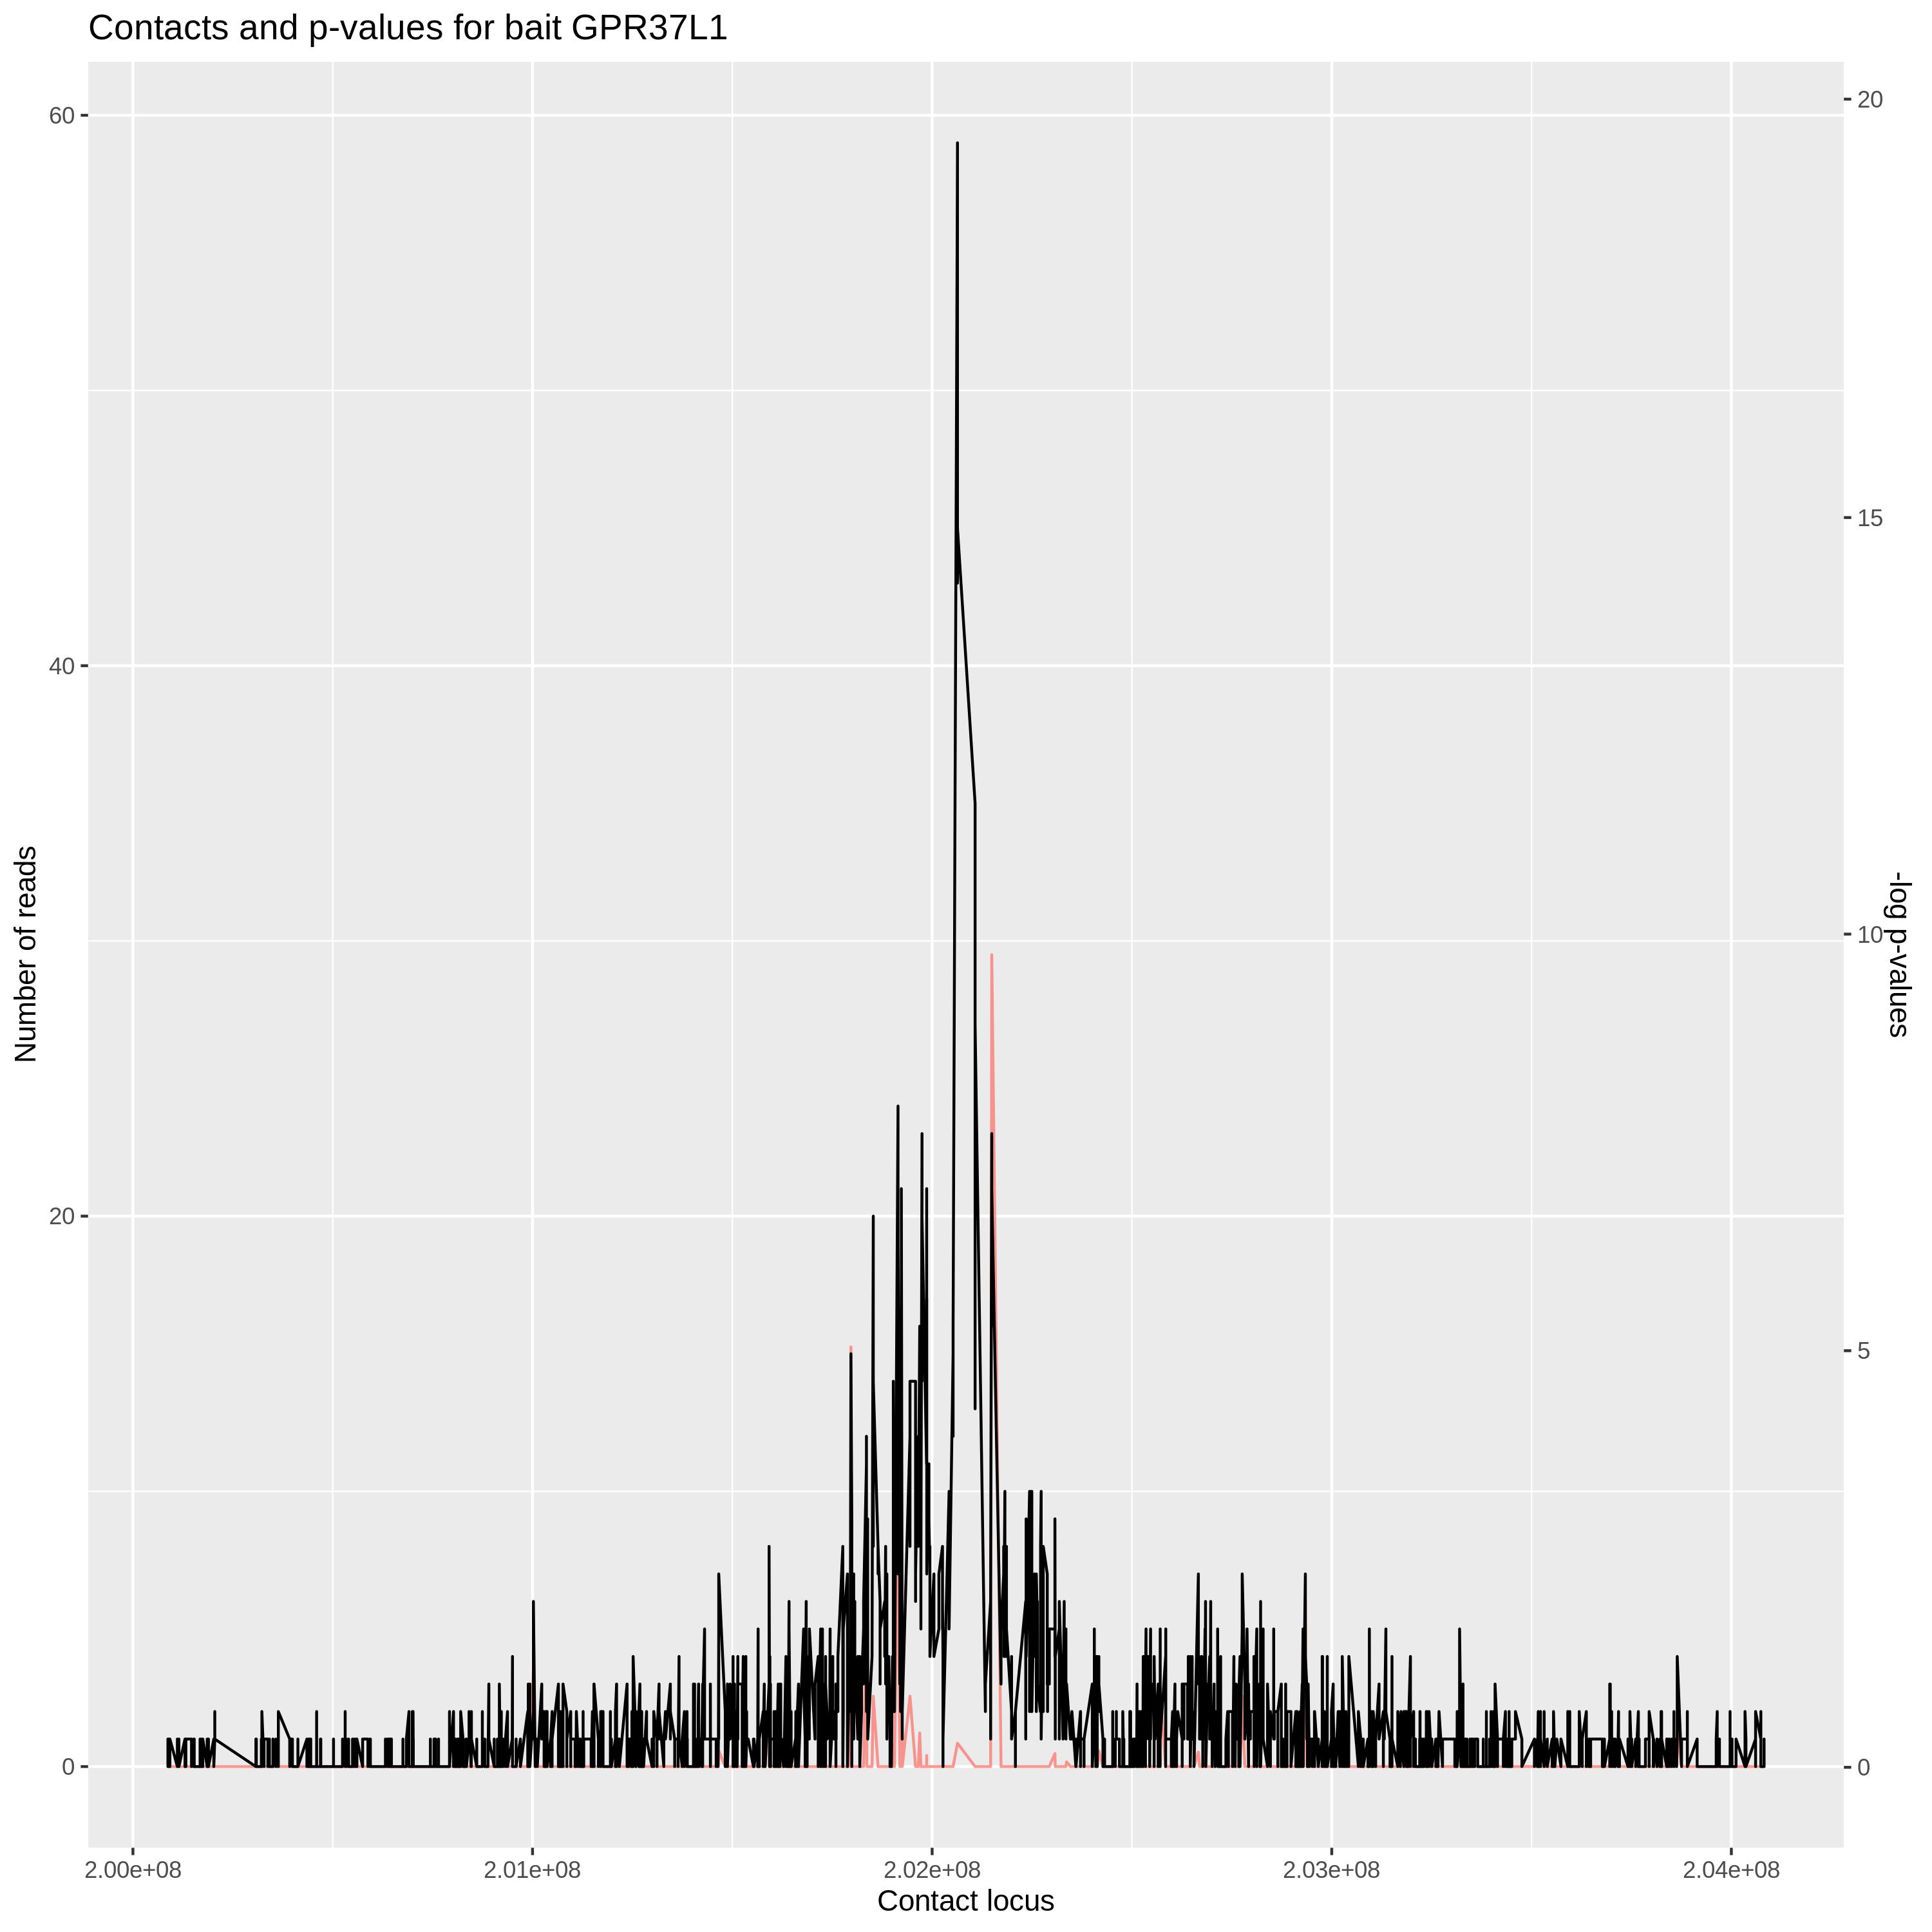 Contacts and p-values for bait GPR37L1
60
40
20
0
20
15
10
5
0
Number of reads
-log p-values
2.00e+08
2.01e+08
2.02e+08
2.03e+08
2.04e+08
Contact locus